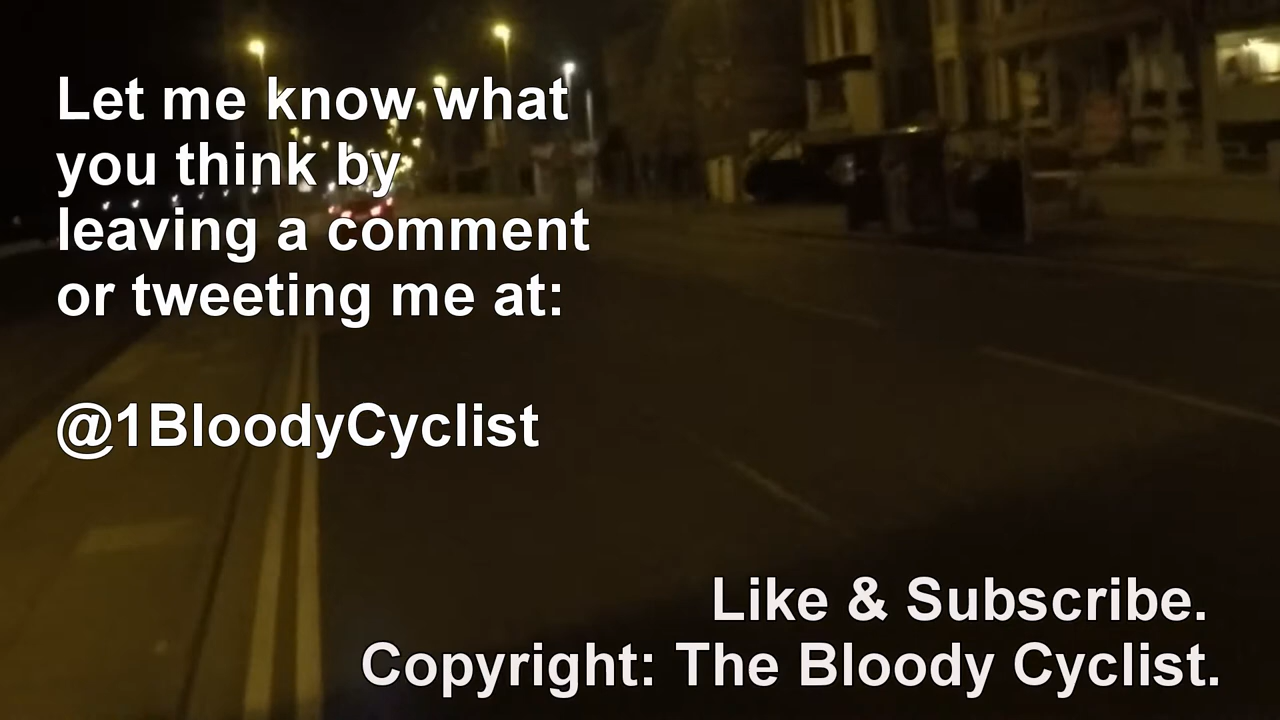 Let me know what
you think by
leaving a comment
or tweeting me at:
@1BloodyCyclist
Like & Subscribe.
Copyright: The Bloody Cyclist.